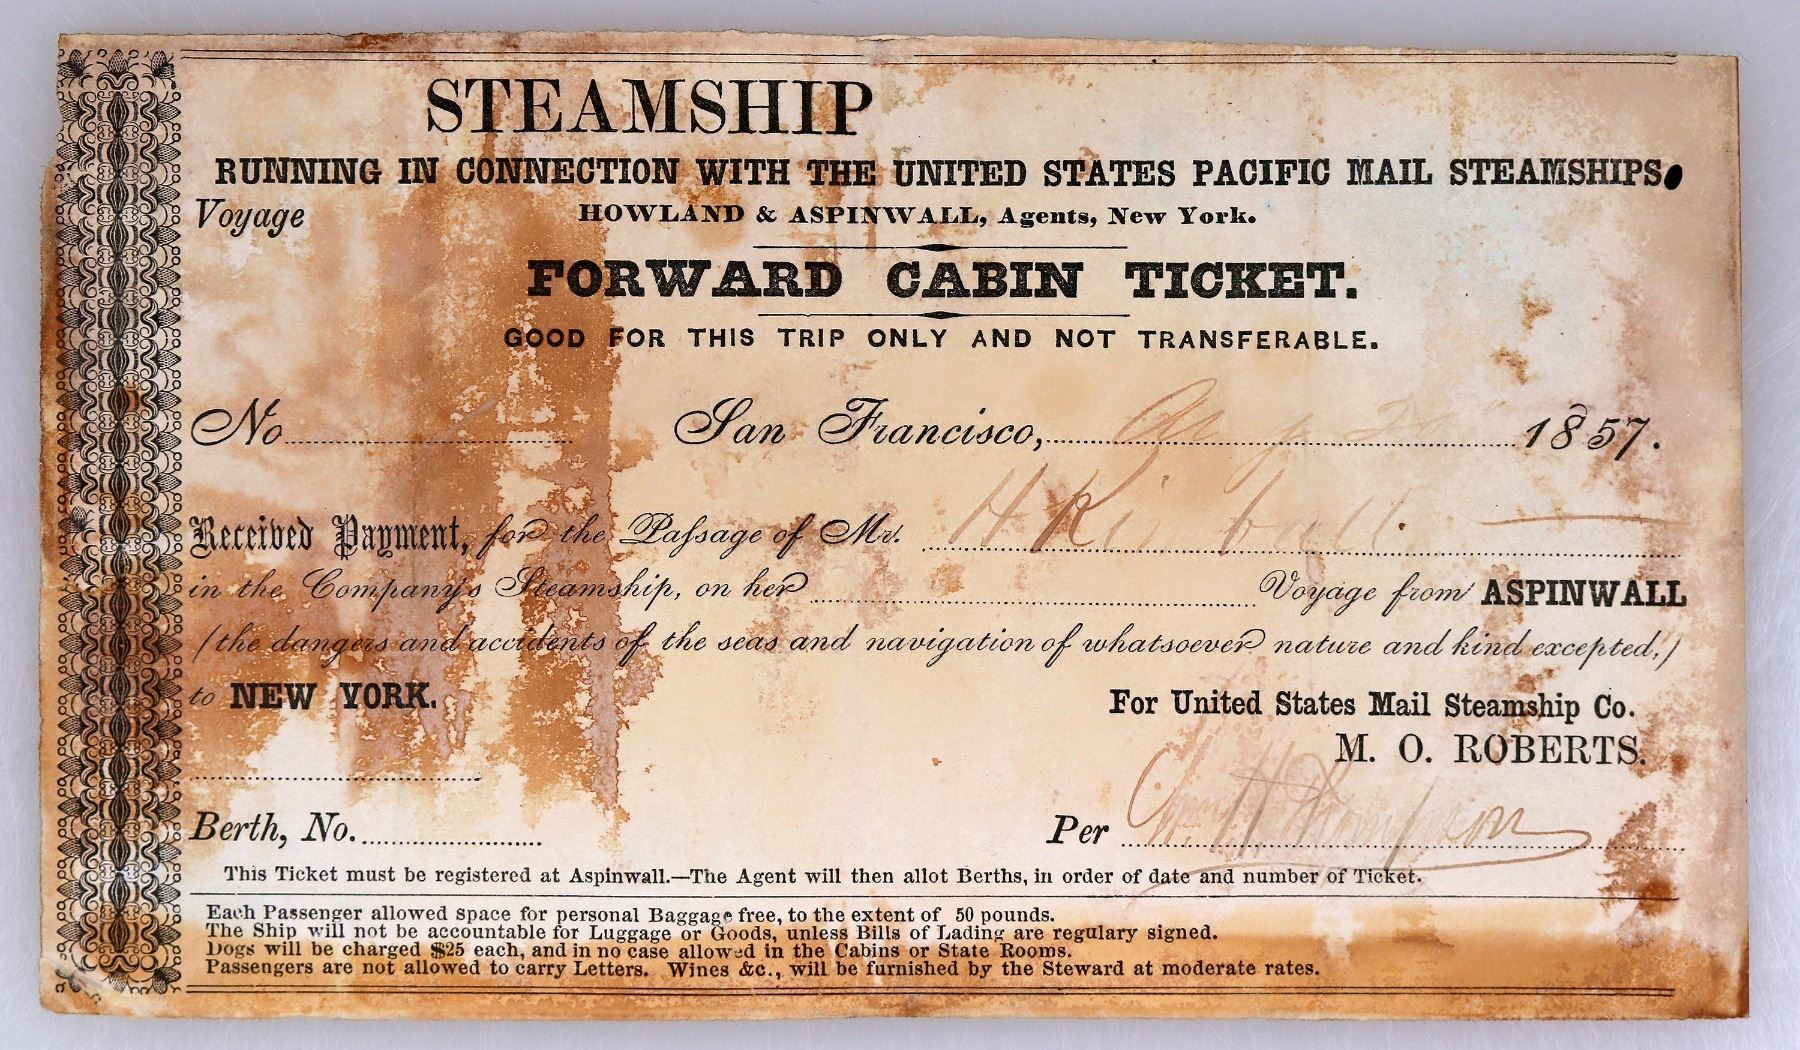 STEAMSHIP
RUNNING IN CONNECTION WITH THE UNITED STATES PACIFIC MAIL STEAMSHIPS.
Voyage HOWLAND & ASPINWALL, Agents, New York.
FORWARD CABIN TICKET.
GOOD FOR THIS TRIP ONLY AND NOT TRANSFERABLE.
No San Francisco, 1857.
Received Payment, for the Passage of Mr. H Kimball
in the Company's Steamship, on her Voyage from ASPINWALL
(the dangers and accidents of the seas and navigation of whatsoever nature and kind excepted,)
to NEW YORK.
For United States Mail Steamship Co.
M. O. ROBERTS.
Berth, No. Per Thompson
This Ticket must be registered at Aspinwall.—The Agent will then allot Berths, in order of date and number of Ticket.
Each Passenger allowed space for personal Baggage free, to the extent of 50 pounds.
The Ship will not be accountable for Luggage or Goods, unless Bills of Lading are regulary signed.
Dogs will be charged $25 each, and in no case allowed in the Cabins or State Rooms.
Passengers are not allowed to carry Letters. Wines &c., will be furnished by the Steward at moderate rates.